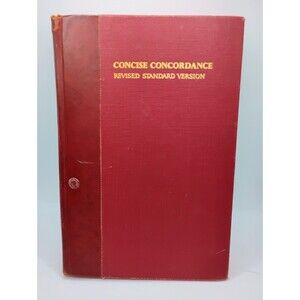 CONCISE CONCORDANCE
REVISED STANDARD VERSION